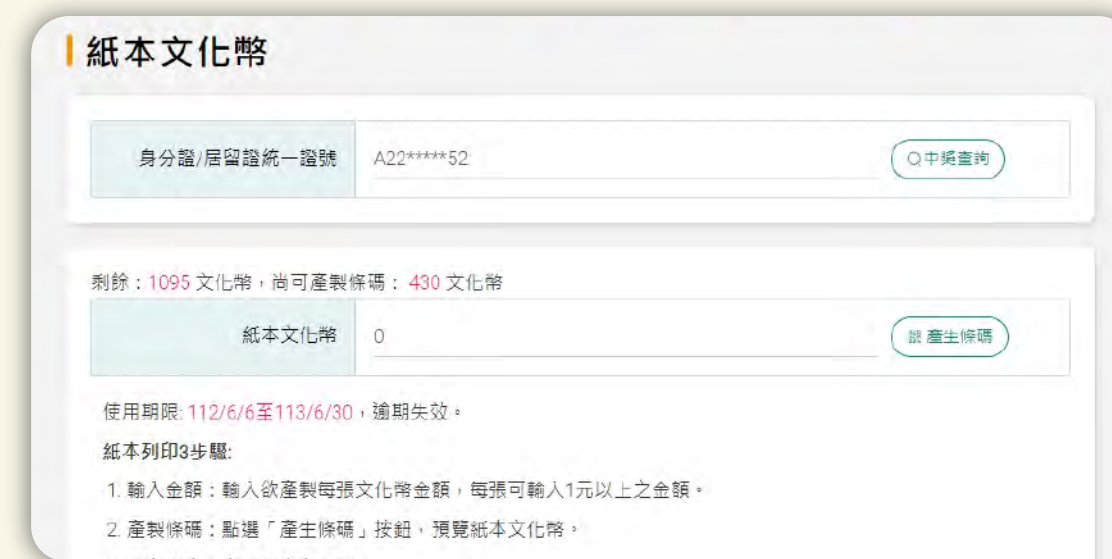 紙本文化幣
身分證/居留證統一證號 A22*****52 中獎查詢
剩餘：1095 文化幣，尚可產製條碼： 430 文化幣
紙本文化幣 0 產生條碼
使用期限: 112/6/6至113/6/30，逾期失效。
紙本列印3步驟:
1. 輸入金額：輸入欲產製每張文化幣金額，每張可輸入1元以上之金額。
2. 產製條碼：點選「產生條碼」按鈕，預覽紙本文化幣。